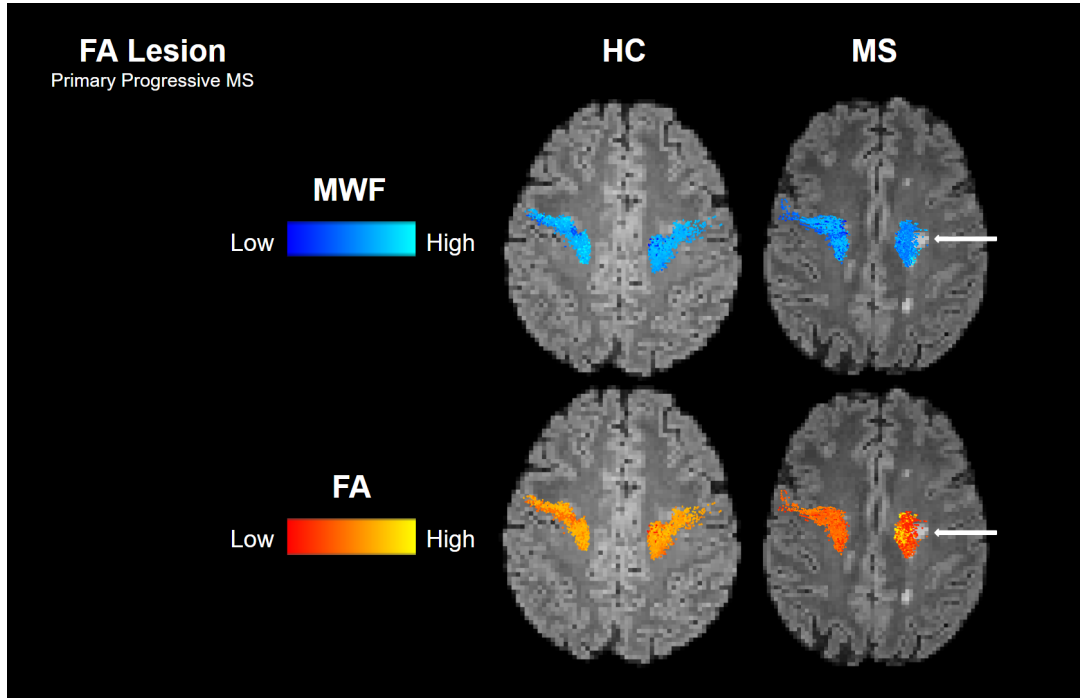 FA Lesion
Primary Progressive MS
HC
MS
MWF
Low
High
FA
Low
High